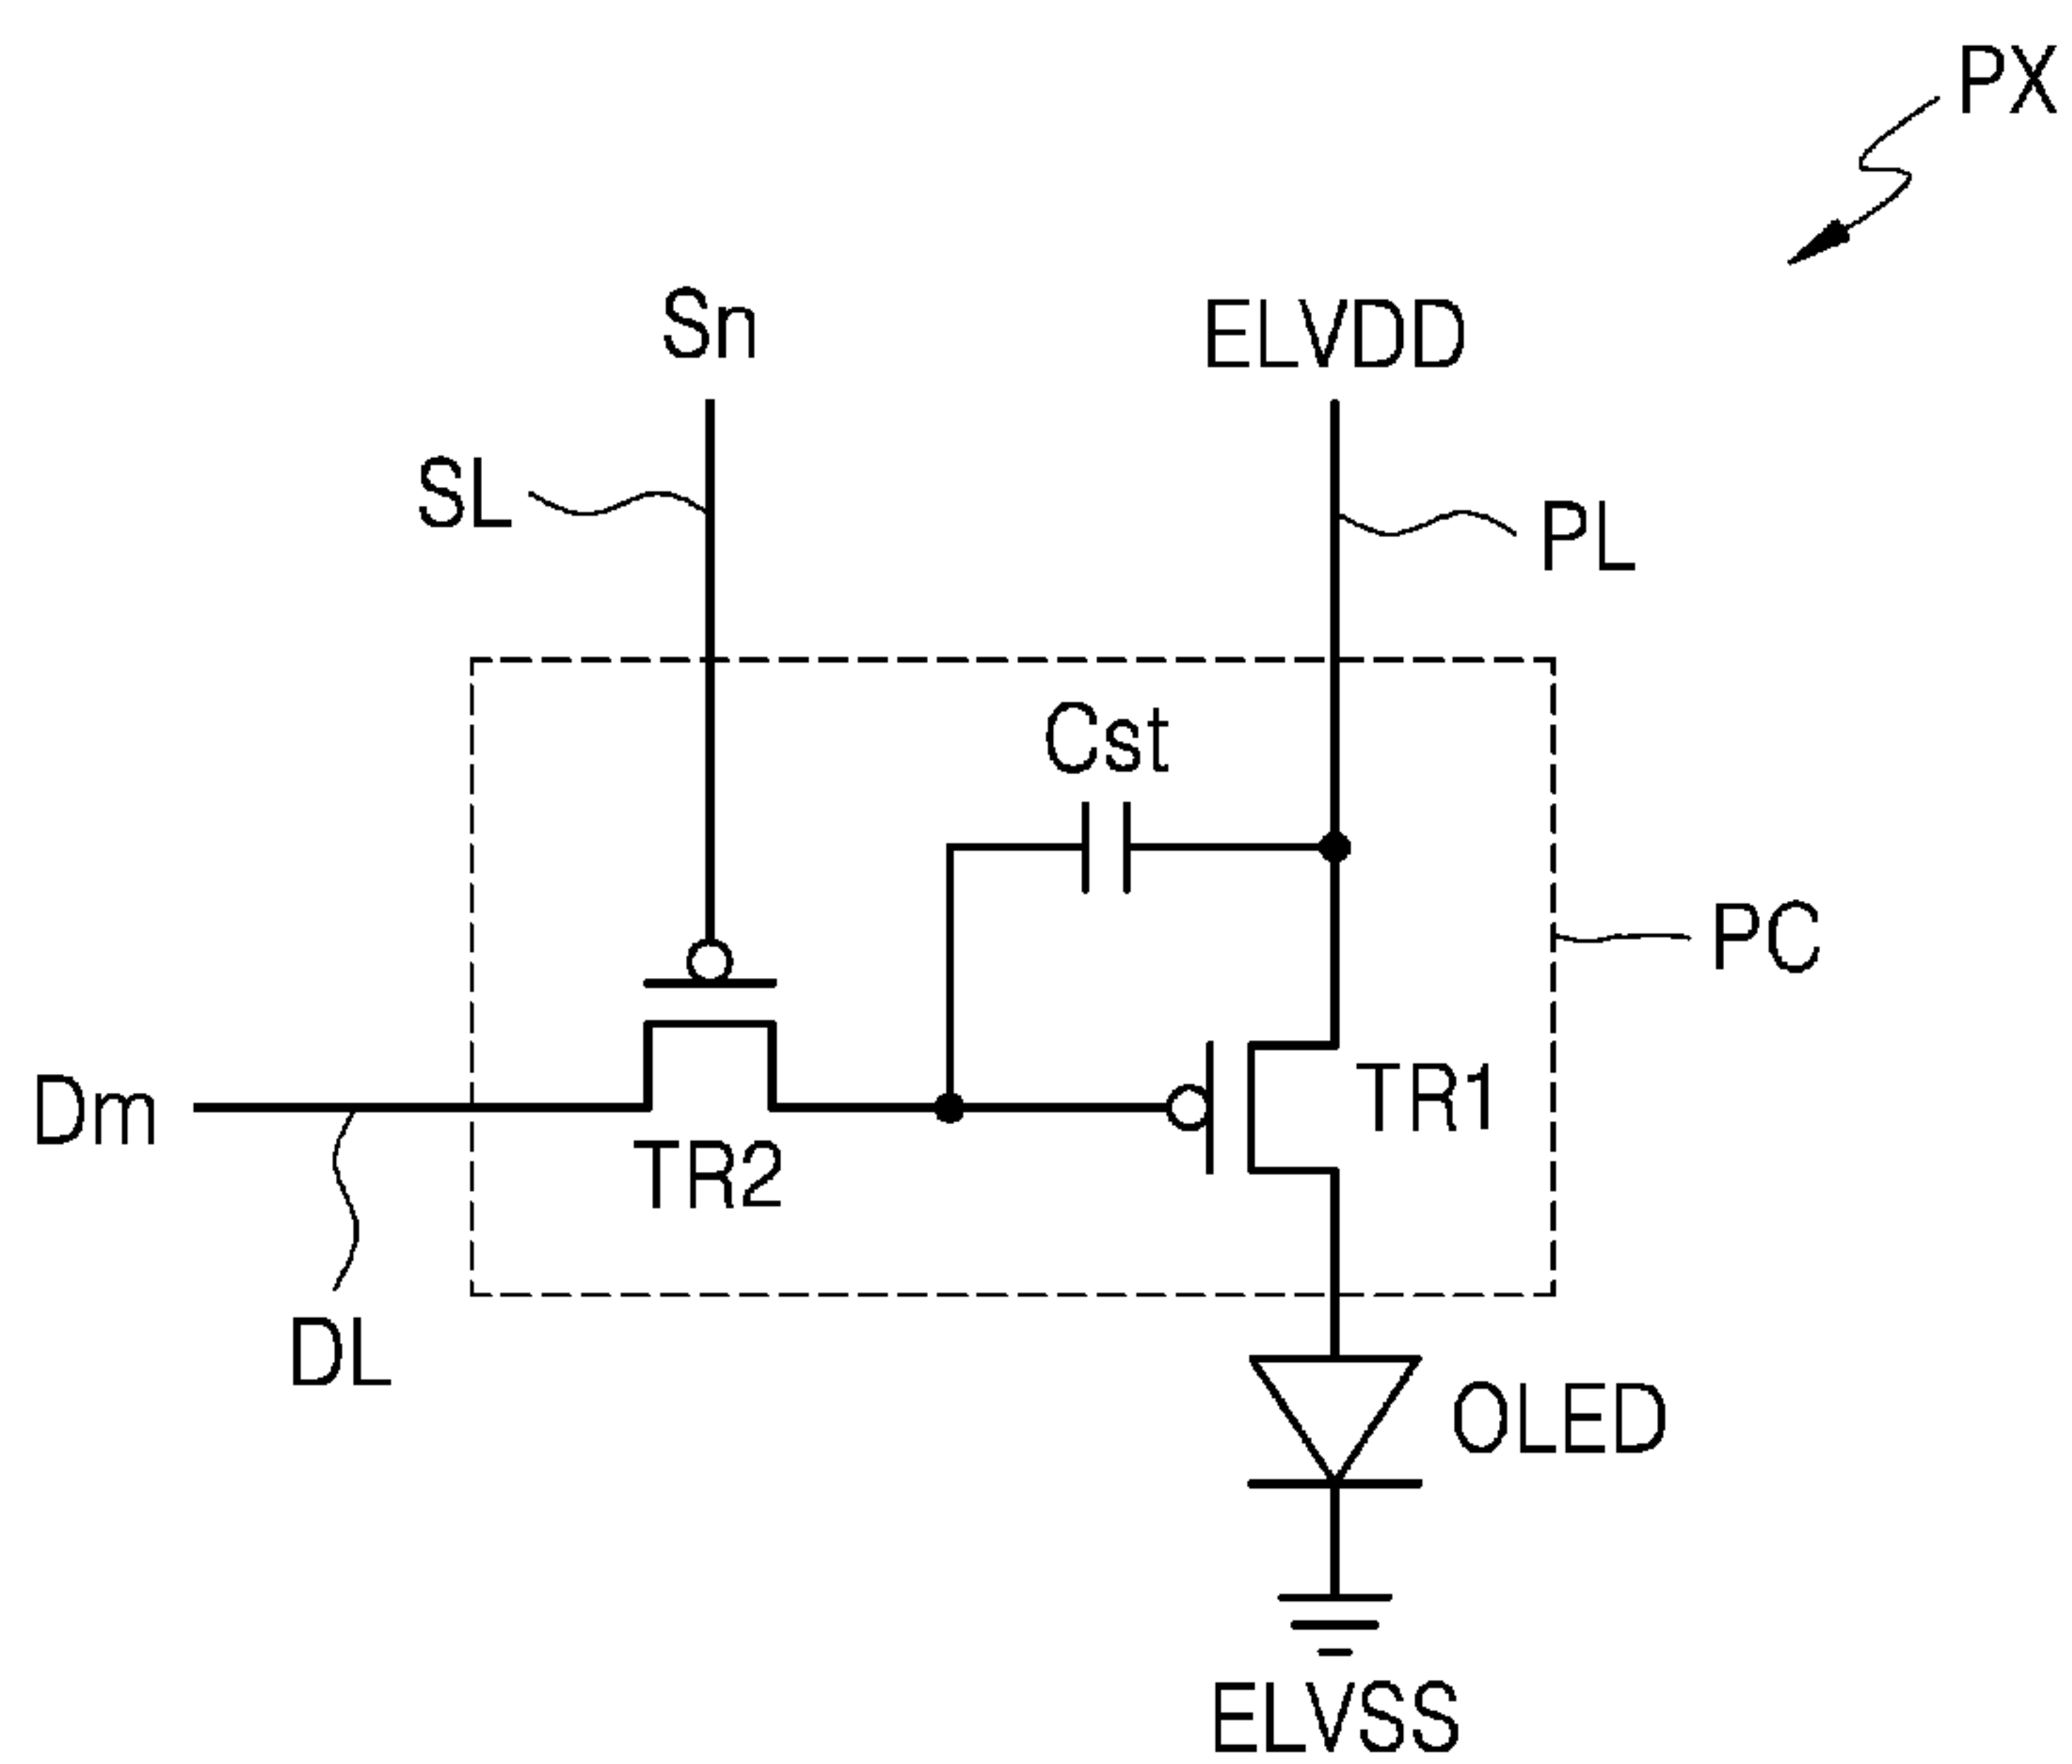 PX
Sn
ELVDD
SL
PL
Cst
PC
Dm
TR1
TR2
DL
OLED
ELVSS